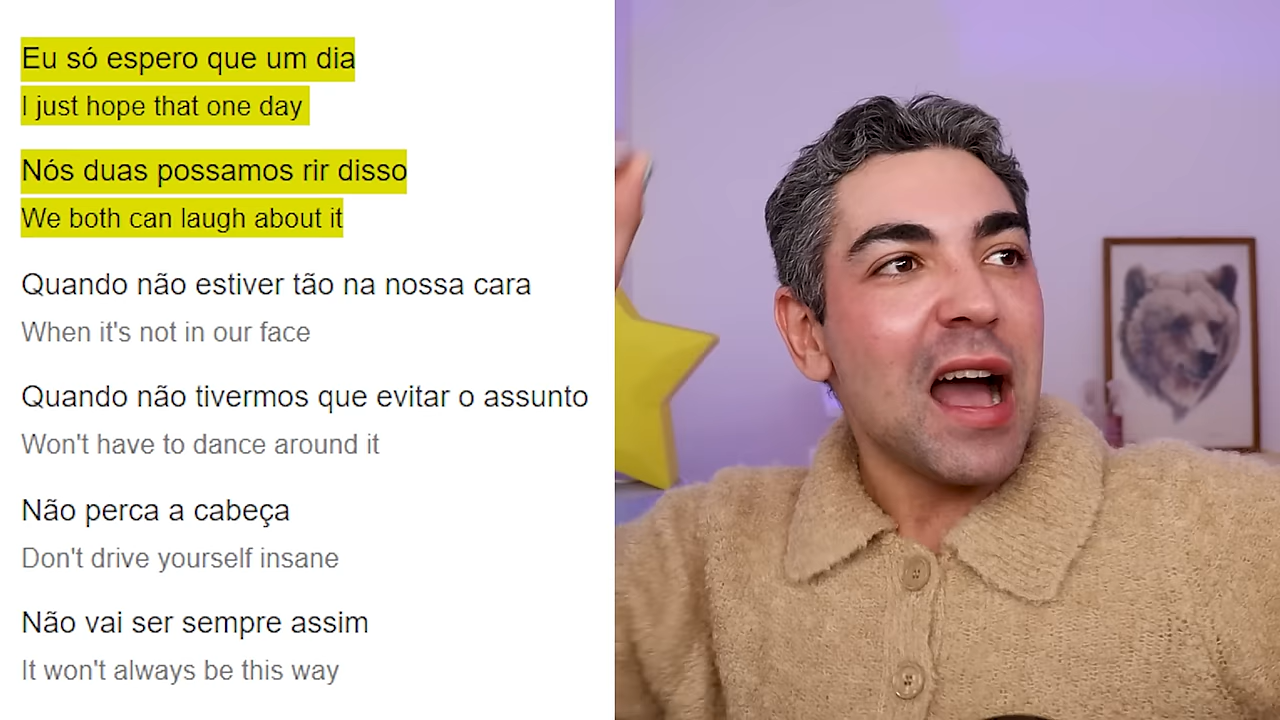 Eu só espero que um dia
I just hope that one day
Nós duas possamos rir disso
We both can laugh about it
Quando não estiver tão na nossa cara
When it's not in our face
Quando não tivermos que evitar o assunto
Won't have to dance around it
Não perca a cabeça
Don't drive yourself insane
Não vai ser sempre assim
It won't always be this way